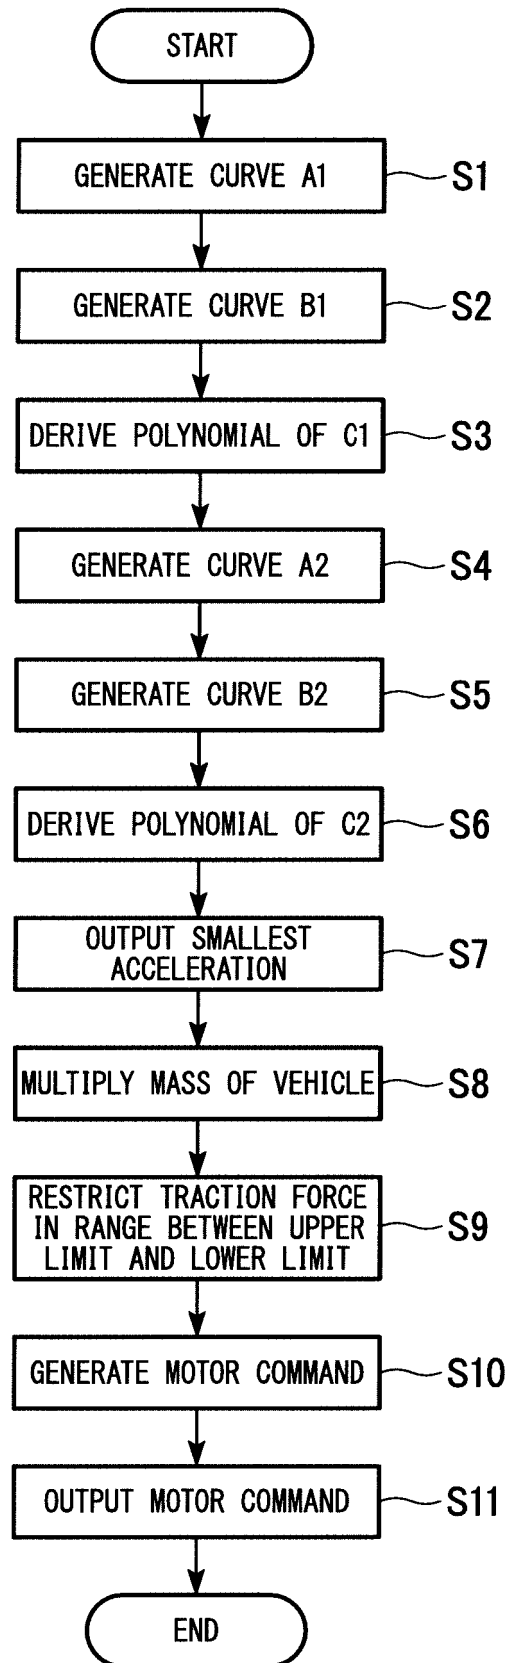 START
GENERATE CURVE A1
S1
GENERATE CURVE B1
S2
DERIVE POLYNOMIAL OF C1
S3
GENERATE CURVE A2
S4
GENERATE CURVE B2
S5
DERIVE POLYNOMIAL OF C2
S6
OUTPUT SMALLEST
ACCELERATION
S7
MULTIPLY MASS OF VEHICLE
S8
RESTRICT TRACTION FORCE
IN RANGE BETWEEN UPPER
LIMIT AND LOWER LIMIT
S9
GENERATE MOTOR COMMAND
S10
OUTPUT MOTOR COMMAND
S11
END